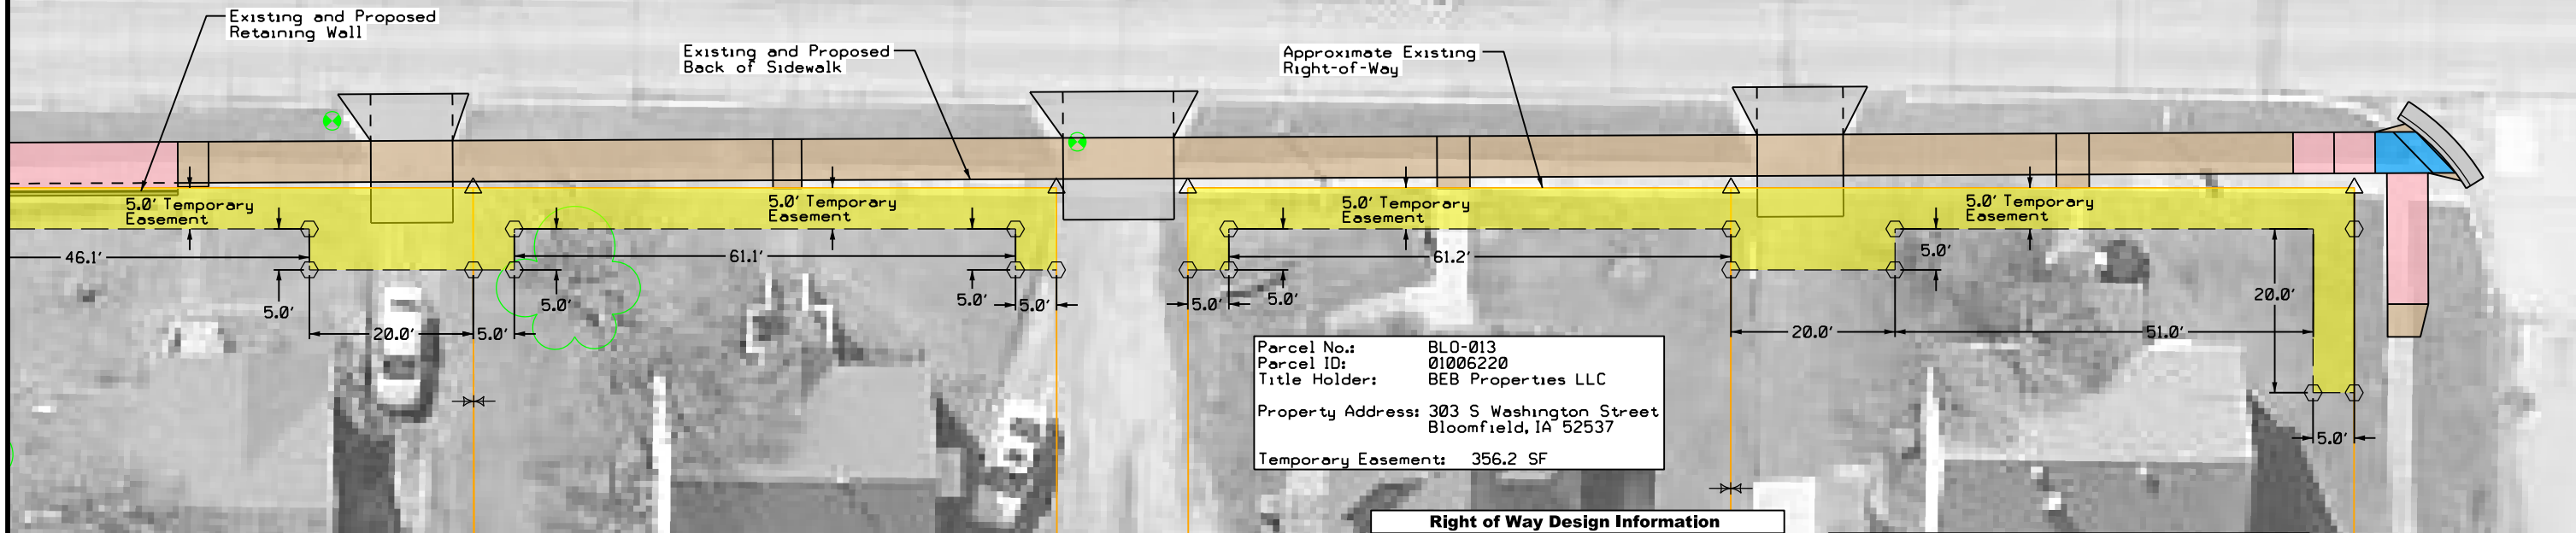 Existing and Proposed
Retaining Wall
Existing and Proposed
Back of Sidewalk
Approximate Existing
Right-of-Way
5.0' Temporary
Easement
5.0' Temporary
Easement
5.0' Temporary
Easement
5.0' Temporary
Easement
46.1'
61.1'
61.2'
5.0'
5.0'
5.0'
5.0'
5.0'
5.0'
5.0'
20.0'
20.0'
5.0'
20.0'
51.0'
5.0'
Parcel No.: BLO-013
Parcel ID: 01006220
Title Holder: BEB Properties LLC
Property Address: 303 S Washington Street
Bloomfield, IA 52537
Temporary Easement: 356.2 SF
Right of Way Design Information